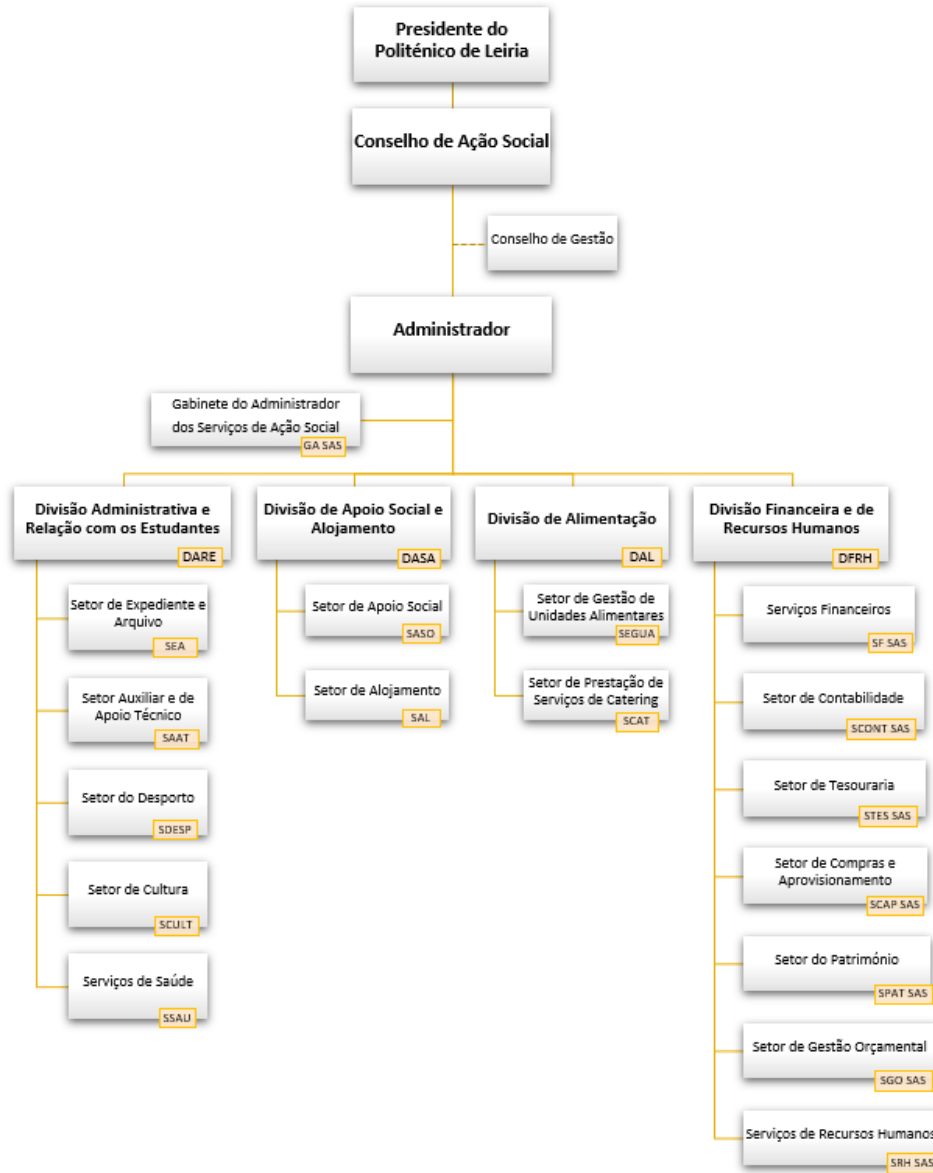 Presidente do
Politénico de Leiria
Conselho de Ação Social
Conselho de Gestão
Administrador
Gabinete do Administrador
dos Serviços de Ação Social
GA SAS
Divisão Administrativa e
Relação com os Estudantes
DARE
Setor de Expediente e
Arquivo
SEA
Setor Auxiliar e de
Apoio Técnico
SAAT
Setor do Desporto
SDESP
Setor de Cultura
SCULT
Serviços de Saúde
SSAU
Divisão de Apoio Social e
Alojamento
DASA
Setor de Apoio Social
SASO
Setor de Alojamento
SAL
Divisão de Alimentação
DAL
Setor de Gestão de
Unidades Alimentares
SEGUA
Setor de Prestação de
Serviços de Catering
SCAT
Divisão Financeira e de
Recursos Humanos
DFRH
Serviços Financeiros
SF SAS
Setor de Contabilidade
SCONT SAS
Setor de Tesouraria
STES SAS
Setor de Compras e
Aprovisionamento
SCAP SAS
Setor do Património
SPAT SAS
Setor de Gestão Orçamental
SGO SAS
Serviços de Recursos Humanos
SRH SAS